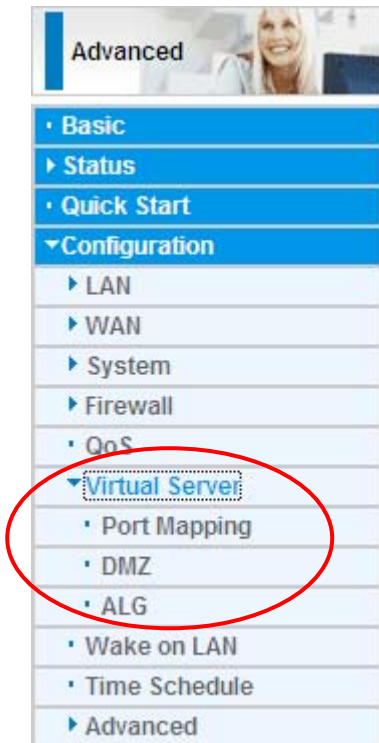 Advanced
Basic
Status
Quick Start
Configuration
LAN
WAN
System
Firewall
QoS
Virtual Server
Port Mapping
DMZ
ALG
Wake on LAN
Time Schedule
Advanced